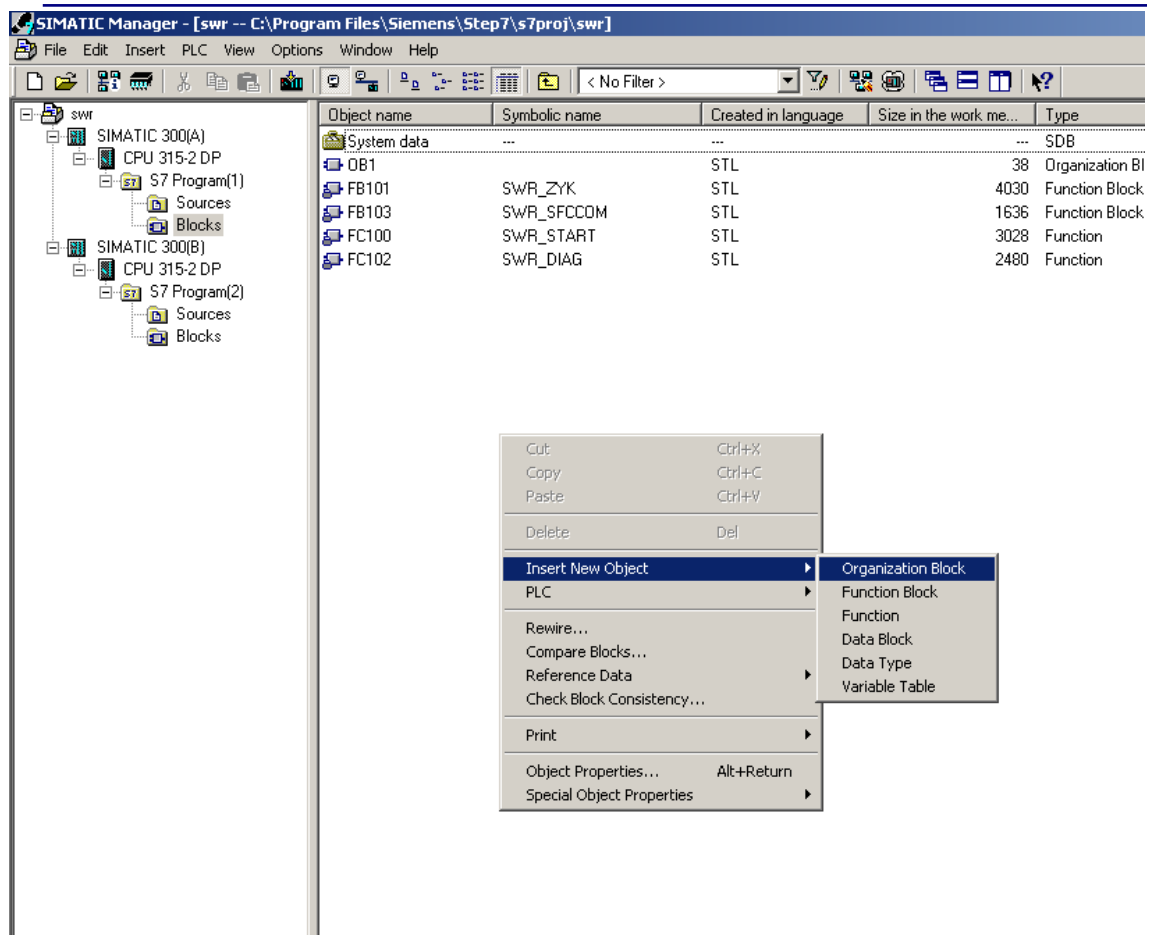 SIMATIC Manager - [swr -- C:\Program Files\Siemens\Step7\s7proj\swr]
File Edit Insert PLC View Options Window Help
< No Filter >
swr
SIMATIC 300(A)
CPU 315-2 DP
S7 Program(1)
Sources
Blocks
SIMATIC 300(B)
CPU 315-2 DP
S7 Program(2)
Sources
Blocks
Object name Symbolic name Created in language Size in the work me... Type
System data --- --- --- SDB
OB1 STL 38 Organization Bl
FB101 SWR_ZYK STL 4030 Function Block
FB103 SWR_SFCCOM STL 1636 Function Block
FC100 SWR_START STL 3028 Function
FC102 SWR_DIAG STL 2480 Function
Cut Ctrl+X
Copy Ctrl+C
Paste Ctrl+V
Delete Del
Insert New Object
PLC
Rewire...
Compare Blocks...
Reference Data
Check Block Consistency...
Print
Object Properties... Alt+Return
Special Object Properties
Organization Block
Function Block
Function
Data Block
Data Type
Variable Table